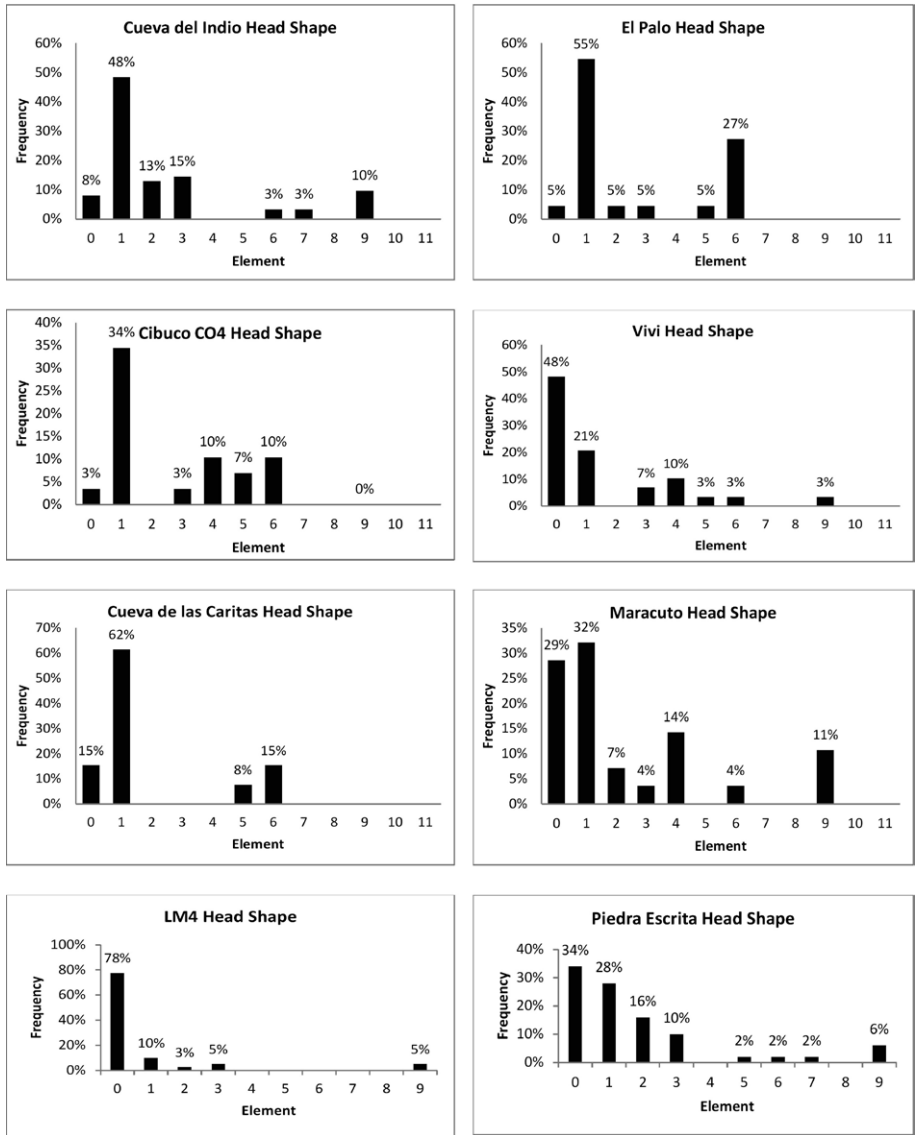 Cueva del Indio Head Shape
Frequency
60%
50%
40%
30%
20%
10%
0%
8% 48% 13% 15% 3% 3% 10%
0 1 2 3 4 5 6 7 9 10 11
Element
El Palo Head Shape
Frequency
60%
50%
40%
30%
20%
10%
0%
5% 55% 5% 5% 5% 27%
0 1 2 3 4 5 6 7 8 9 10 11
Element
Cibuco CO4 Head Shape
Frequency
40%
35%
30%
25%
20%
15%
10%
5%
0%
3% 34% 3% 10% 7% 10% 0%
0 1 2 3 4 5 6 7 8 9 10 11
Element
Vivi Head Shape
Frequency
60%
50%
40%
30%
20%
10%
0%
48% 21% 7% 10% 3% 3% 3%
0 1 2 3 4 5 6 7 8 9 10 11
Element
Cueva de las Caritas Head Shape
Frequency
70%
60%
50%
40%
30%
20%
10%
0%
15% 62% 8% 15%
0 1 2 3 4 5 6 7 8 9 10 11
Element
Maracuto Head Shape
Frequency
35%
30%
25%
20%
15%
10%
5%
0%
29% 32% 7% 4% 14% 4% 11%
0 1 2 3 4 5 6 7 8 9 10 11
Element
LM4 Head Shape
Frequency
100%
80%
60%
40%
20%
0%
78% 10% 3% 5% 5%
0 1 2 3 4 5 6 7 8 9
Element
Piedra Escrita Head Shape
Frequency
40%
30%
20%
10%
0%
34% 28% 16% 10% 2% 2% 2% 6%
0 1 2 3 4 5 6 7 8 9
Element